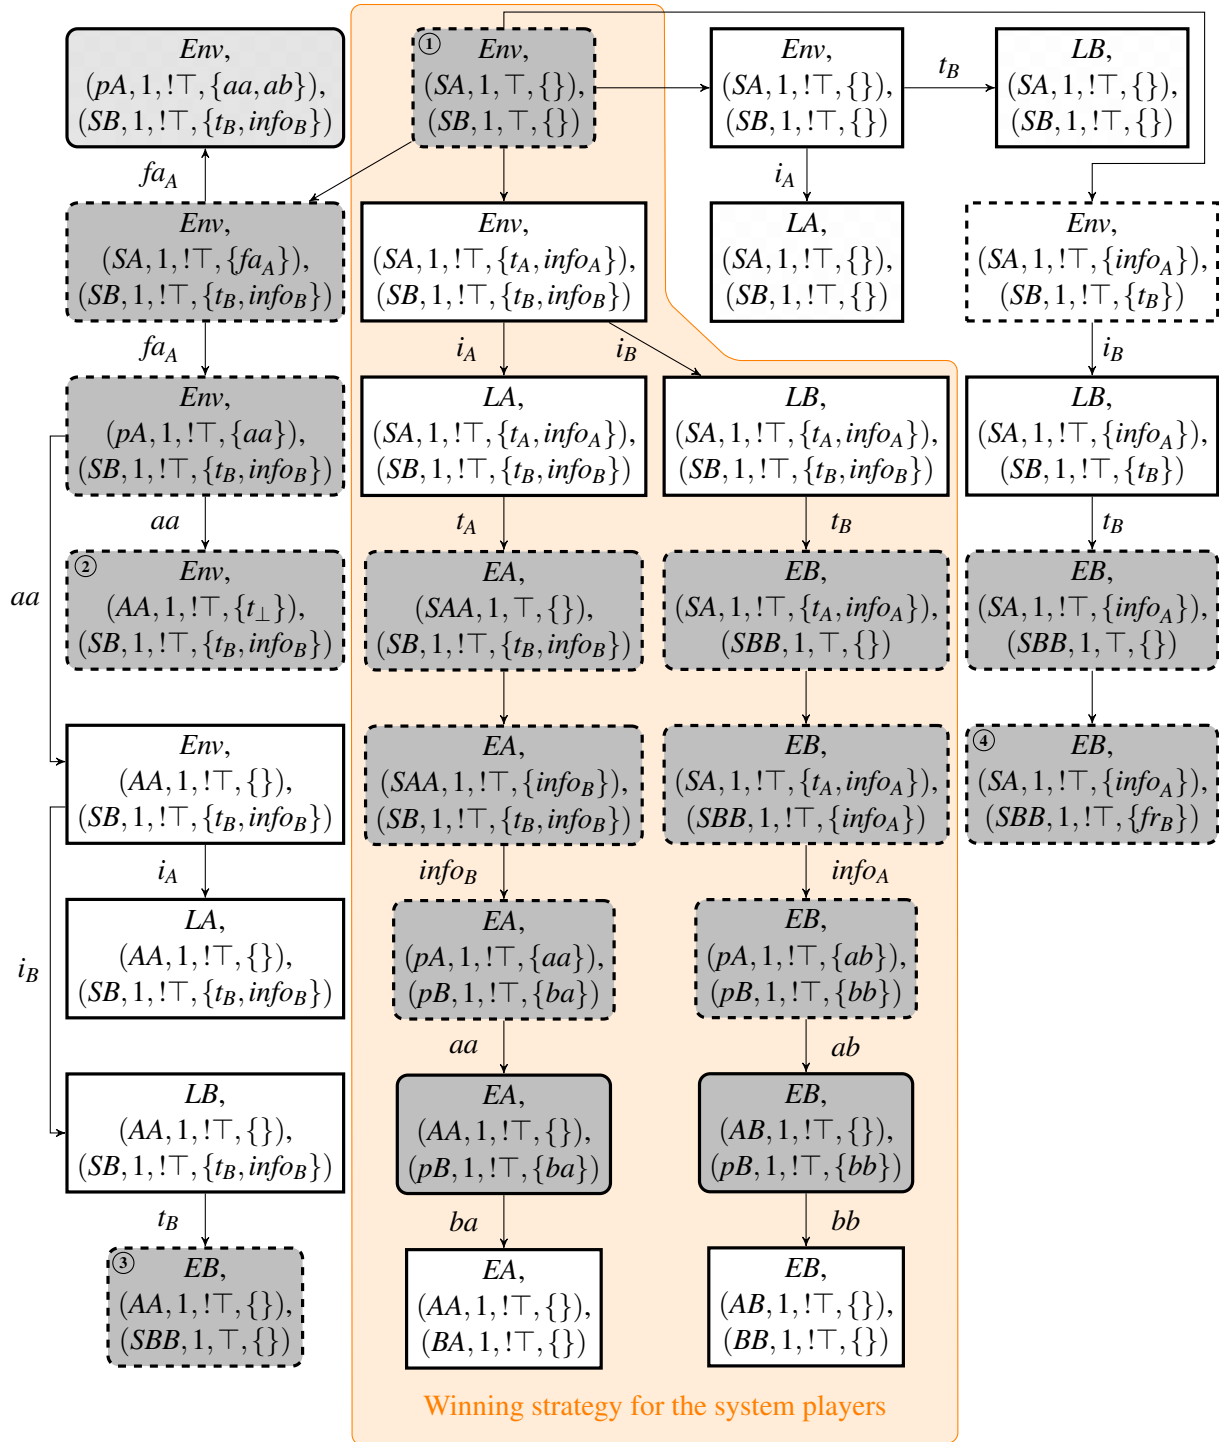 Env,
(pA, 1, !⊤, {aa, ab}),
(SB, 1, !⊤, {t_B, info_B})
①
Env,
(SA, 1, ⊤, {}),
(SB, 1, ⊤, {})
Env,
(SA, 1, !⊤, {}),
(SB, 1, !⊤, {})
t_B
LB,
(SA, 1, !⊤, {}),
(SB, 1, !⊤, {})
fa_A
i_A
Env,
(SA, 1, !⊤, {fa_A}),
(SB, 1, !⊤, {t_B, info_B})
Env,
(SA, 1, !⊤, {t_A, info_A}),
(SB, 1, !⊤, {t_B, info_B})
LA,
(SA, 1, !⊤, {}),
(SB, 1, !⊤, {})
Env,
(SA, 1, !⊤, {info_A}),
(SB, 1, !⊤, {t_B})
fa_A
i_A
i_B
i_B
Env,
(pA, 1, !⊤, {aa}),
(SB, 1, !⊤, {t_B, info_B})
LA,
(SA, 1, !⊤, {t_A, info_A}),
(SB, 1, !⊤, {t_B, info_B})
LB,
(SA, 1, !⊤, {t_A, info_A}),
(SB, 1, !⊤, {t_B, info_B})
LB,
(SA, 1, !⊤, {info_A}),
(SB, 1, !⊤, {t_B})
aa
t_A
t_B
t_B
aa
②
Env,
(AA, 1, !⊤, {t_⊥}),
(SB, 1, !⊤, {t_B, info_B})
EA,
(SAA, 1, ⊤, {}),
(SB, 1, !⊤, {t_B, info_B})
EB,
(SA, 1, !⊤, {t_A, info_A}),
(SBB, 1, ⊤, {})
EB,
(SA, 1, !⊤, {info_A}),
(SBB, 1, ⊤, {})
Env,
(AA, 1, !⊤, {}),
(SB, 1, !⊤, {t_B, info_B})
EA,
(SAA, 1, !⊤, {info_B}),
(SB, 1, !⊤, {t_B, info_B})
EB,
(SA, 1, !⊤, {t_A, info_A}),
(SBB, 1, !⊤, {info_A})
④
EB,
(SA, 1, !⊤, {info_A}),
(SBB, 1, !⊤, {fr_B})
i_A
info_B
info_A
i_B
LA,
(AA, 1, !⊤, {}),
(SB, 1, !⊤, {t_B, info_B})
EA,
(pA, 1, !⊤, {aa}),
(pB, 1, !⊤, {ba})
EB,
(pA, 1, !⊤, {ab}),
(pB, 1, !⊤, {bb})
aa
ab
LB,
(AA, 1, !⊤, {}),
(SB, 1, !⊤, {t_B, info_B})
EA,
(AA, 1, !⊤, {}),
(pB, 1, !⊤, {ba})
EB,
(AB, 1, !⊤, {}),
(pB, 1, !⊤, {bb})
t_B
ba
bb
③
EB,
(AA, 1, !⊤, {}),
(SBB, 1, ⊤, {})
EA,
(AA, 1, !⊤, {}),
(BA, 1, !⊤, {})
EB,
(AB, 1, !⊤, {}),
(BB, 1, !⊤, {})
Winning strategy for the system players